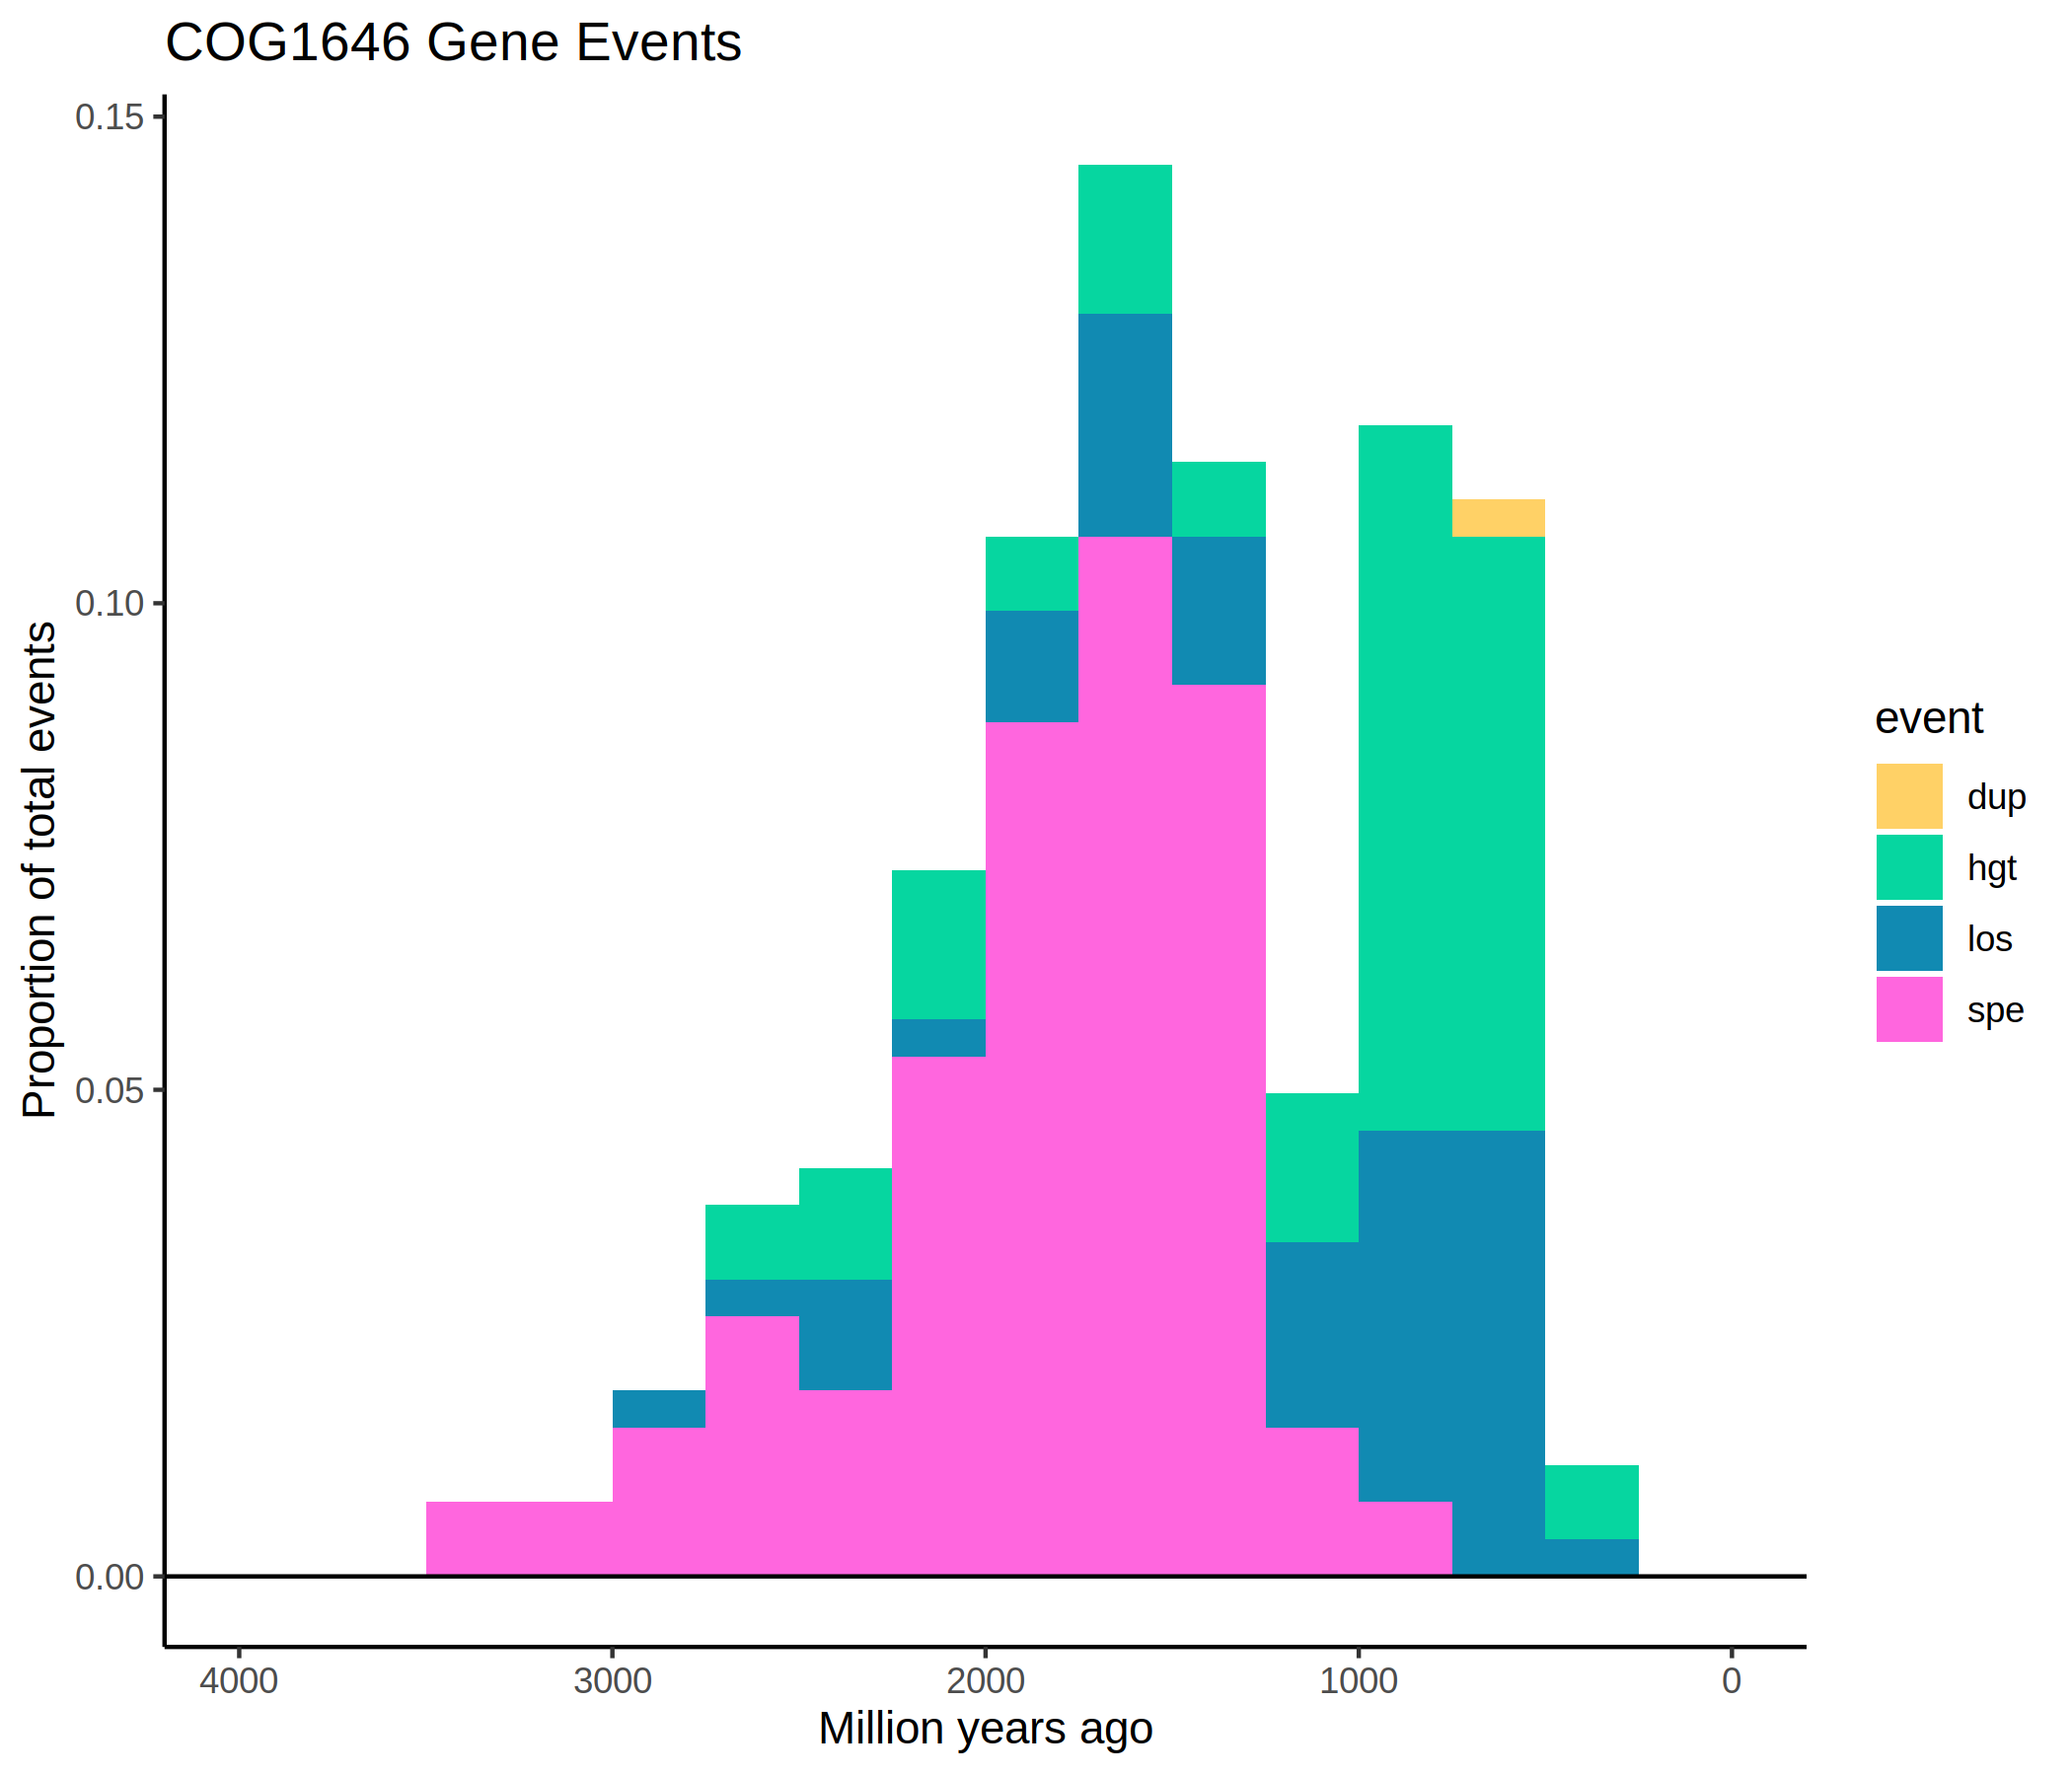 COG1646 Gene Events
0.15
0.10
0.05
0.00
Proportion of total events
4000 3000 2000 1000 0
Million years ago
event
dup
hgt
los
spe